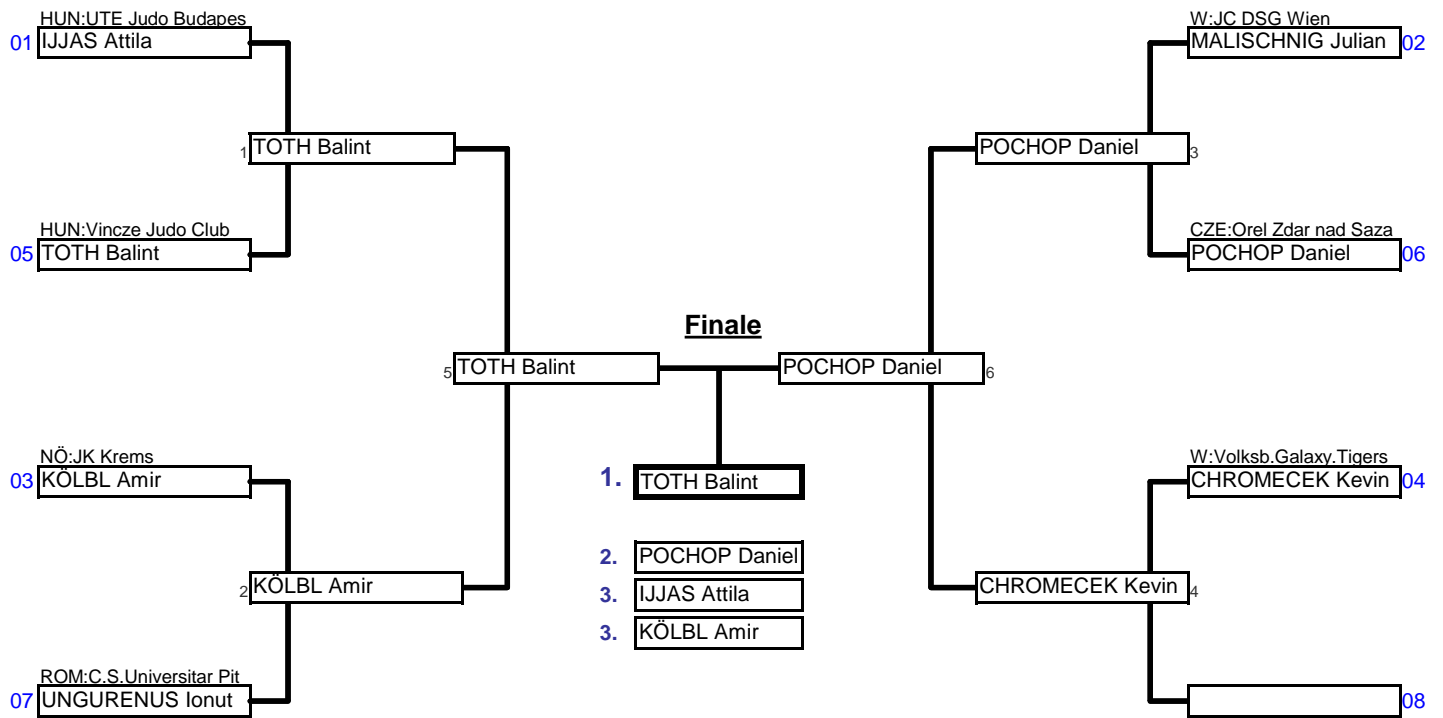 HUN:UTE Judo Budapes
01 IJJAS Attila
W:JC DSG Wien
MALISCHNIG Julian 02
1 TOTH Balint
POCHOP Daniel 3
HUN:Vincze Judo Club
05 TOTH Balint
CZE:Orel Zdar nad Saza
POCHOP Daniel 06
Finale
5 TOTH Balint
POCHOP Daniel 6
NÖ:JK Krems
03 KÖLBL Amir
W:Volksb.Galaxy.Tigers
CHROMECEK Kevin 04
1. TOTH Balint
2. POCHOP Daniel
3. IJJAS Attila
3. KÖLBL Amir
2 KÖLBL Amir
CHROMECEK Kevin 4
ROM:C.S.Universitar Pit
07 UNGURENUS Ionut
08